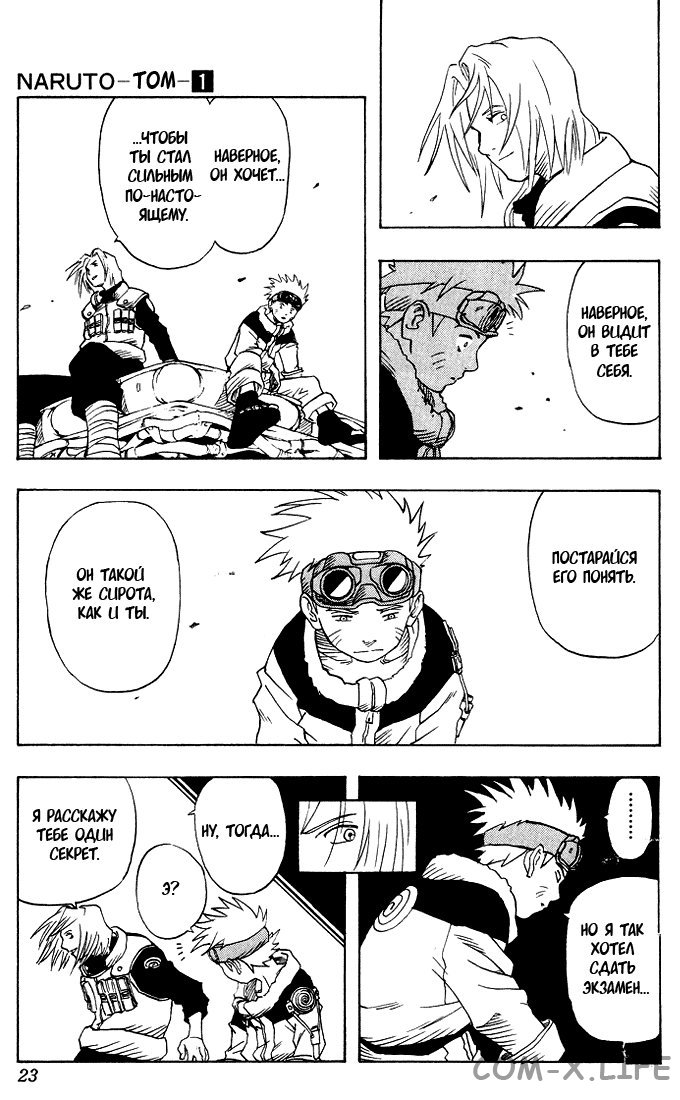 NARUTO-ТОМ-1
НАВЕРНОЕ,
ОН ХОЧЕТ...
...ЧТОБЫ
ТЫ СТАЛ
СИЛЬНЫМ
ПО-НАСТО-
ЯЩЕМУ.
НАВЕРНОЕ,
ОН ВИДИТ
В ТЕБЕ
СЕБЯ.
ПОСТАРАЙСЯ
ЕГО ПОНЯТЬ.
ОН ТАКОЙ
ЖЕ СИРОТА,
КАК И ТЫ.
.........
НО Я ТАК
ХОТЕЛ
СДАТЬ
ЭКЗАМЕН...
НУ, ТОГДА...
Э?
Я РАССКАЖУ
ТЕБЕ ОДИН
СЕКРЕТ.
23
COM-X.LIFE